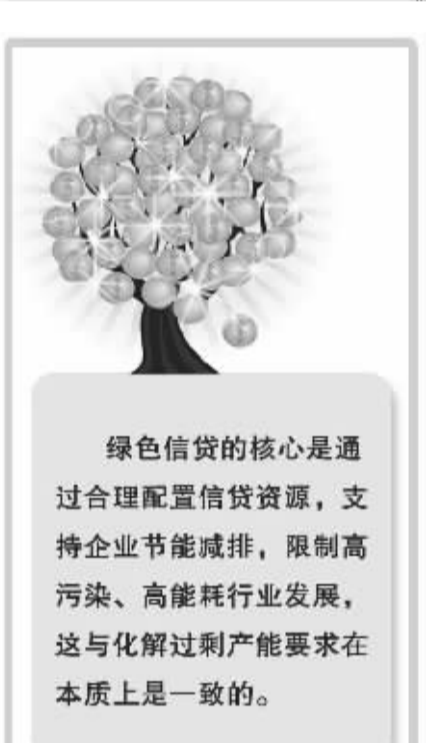 绿色信贷的核心是通
过合理配置信贷资源，支
持企业节能减排，限制高
污染、高能耗行业发展，
这与化解过剩产能要求在
本质上是一致的。